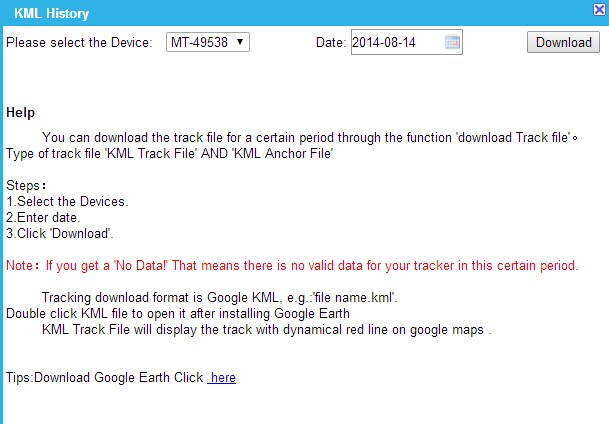 KML History
Please select the Device: MT-49538 Date: 2014-08-14 Download
Help
You can download the track file for a certain period through the function 'download Track file'。
Type of track file 'KML Track File' AND 'KML Anchor File'
Steps：
1.Select the Devices.
2.Enter date.
3.Click 'Download'.
Note：If you get a 'No Data!' That means there is no valid data for your tracker in this certain period.
Tracking download format is Google KML, e.g.:'file name.kml'.
Double click KML file to open it after installing Google Earth
KML Track File will display the track with dynamical red line on google maps .
Tips:Download Google Earth Click here